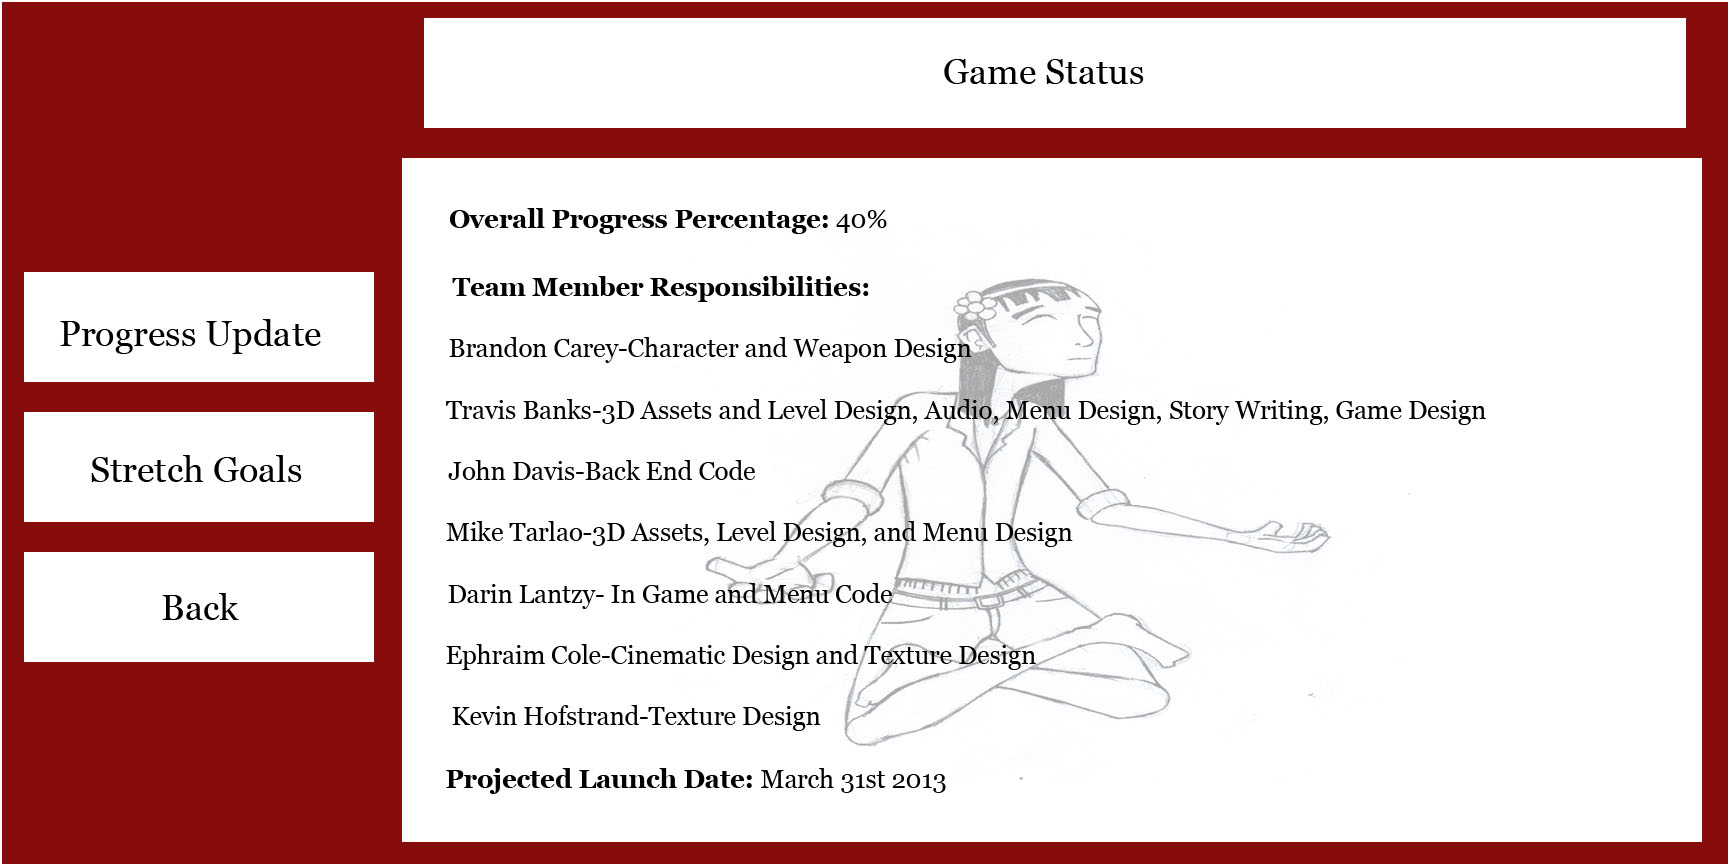 Game Status
Progress Update
Stretch Goals
Back
Overall Progress Percentage: 40%
Team Member Responsibilities:
Brandon Carey-Character and Weapon Design
Travis Banks-3D Assets and Level Design, Audio, Menu Design, Story Writing, Game Design
John Davis-Back End Code
Mike Tarlao-3D Assets, Level Design, and Menu Design
Darin Lantzy- In Game and Menu Code
Ephraim Cole-Cinematic Design and Texture Design
Kevin Hofstrand-Texture Design
Projected Launch Date: March 31st 2013